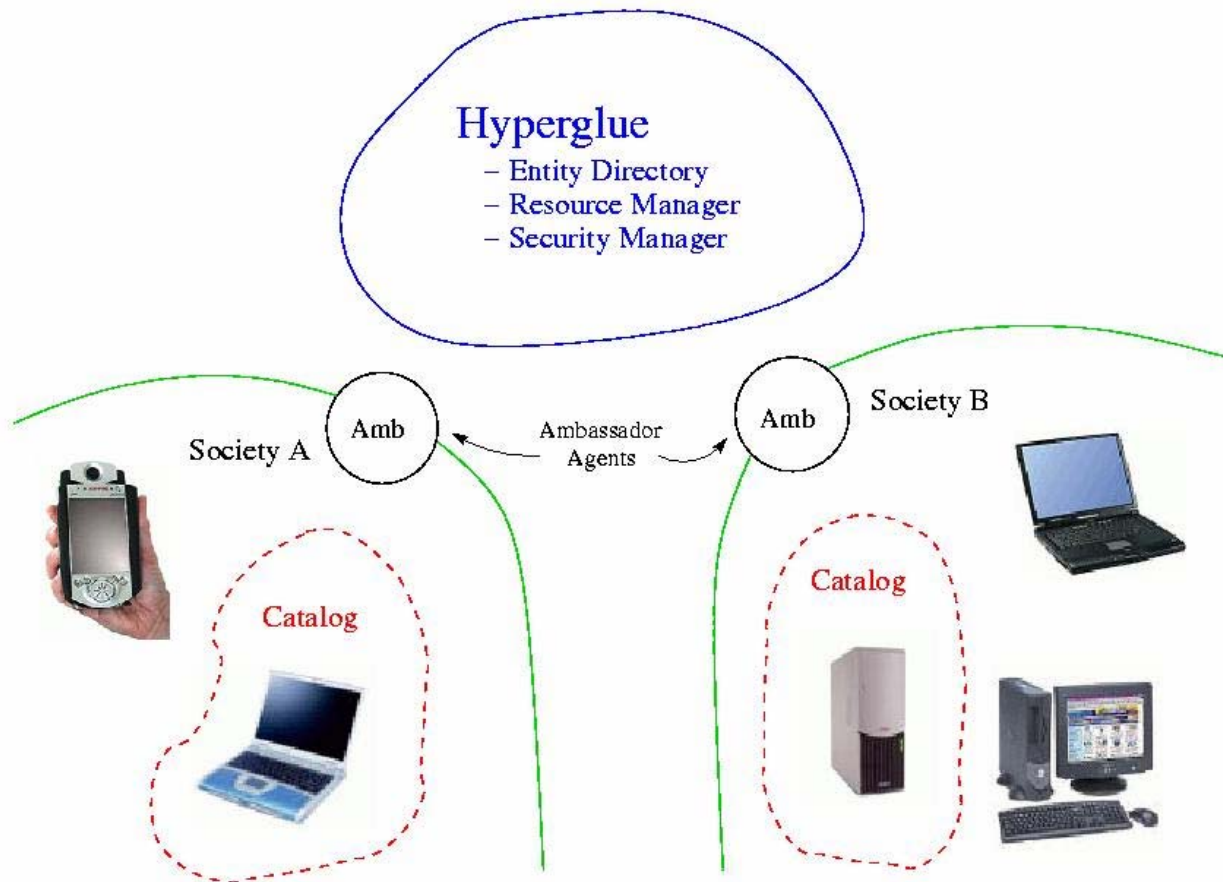 Hyperglue
– Entity Directory
– Resource Manager
– Security Manager
Society A
Amb
Ambassador
Agents
Amb
Society B
Catalog
Catalog